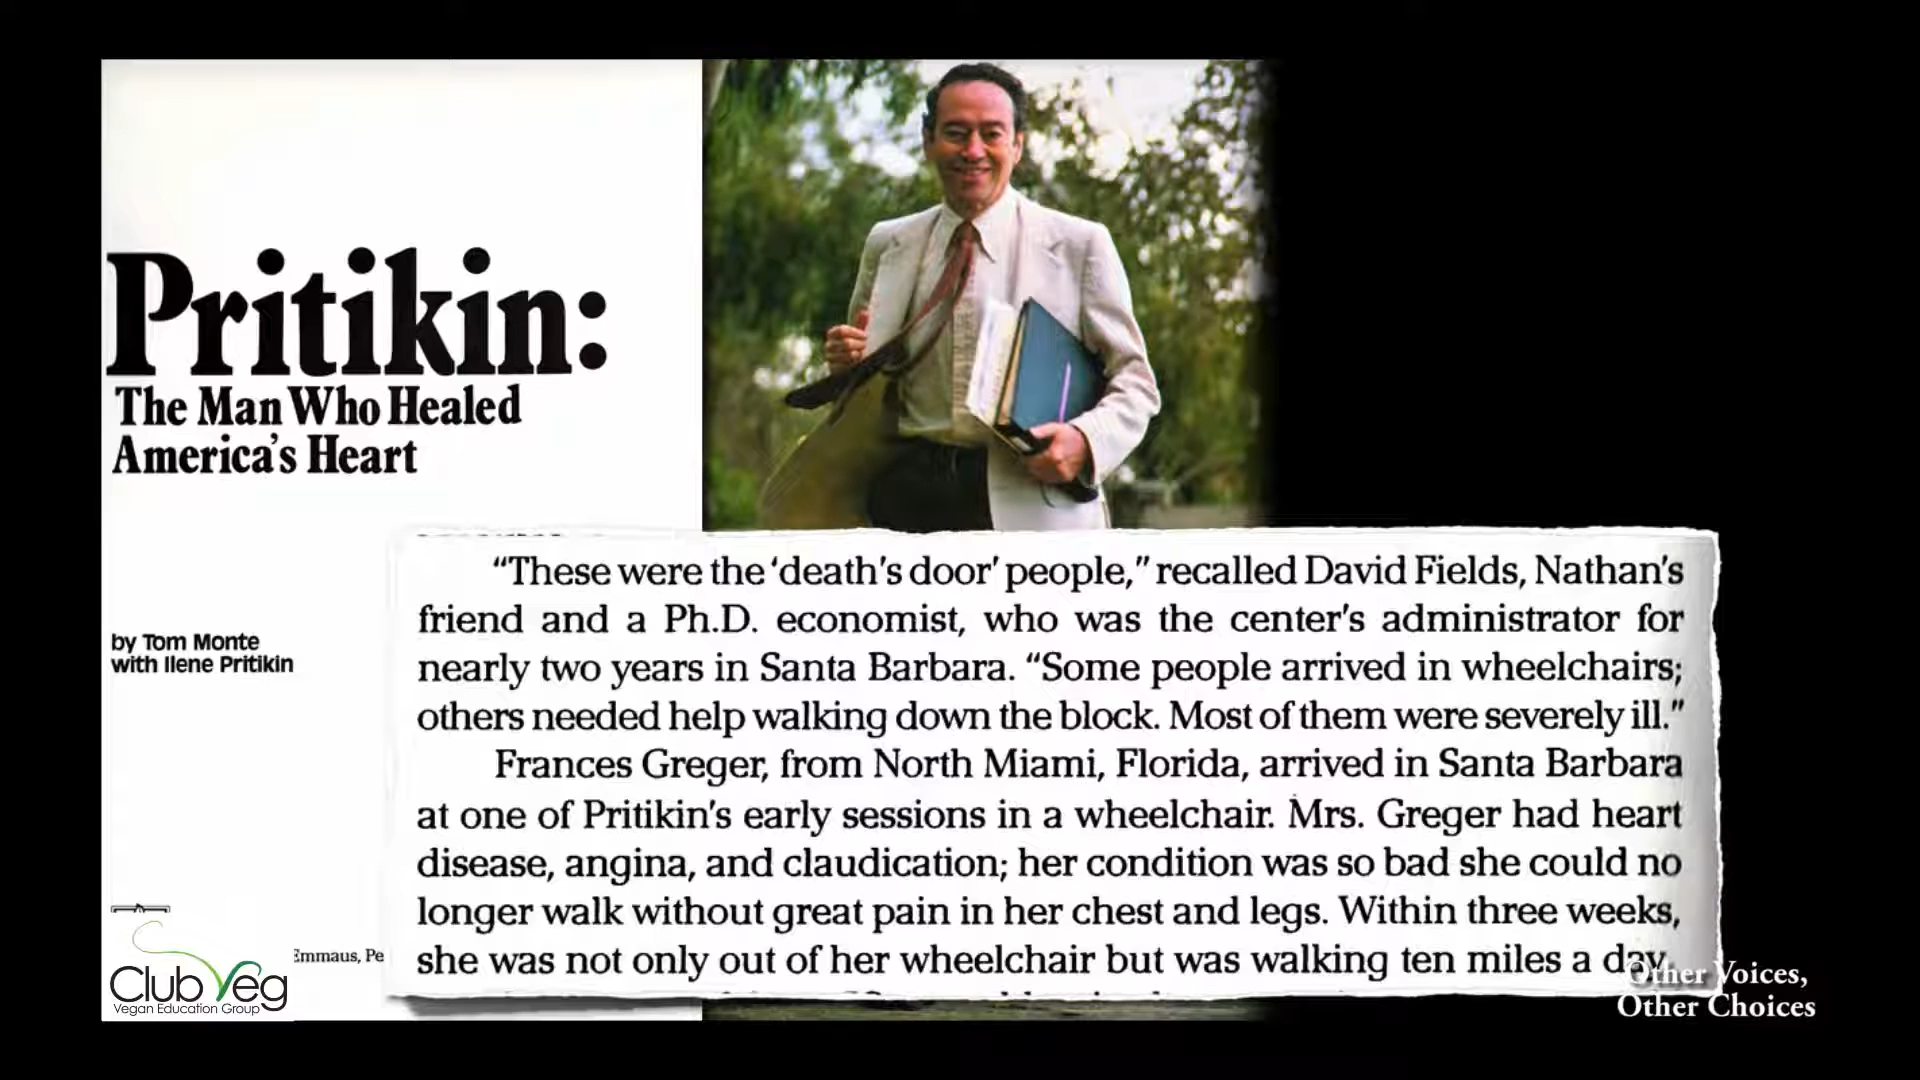 Pritikin:
The Man Who Healed
America's Heart
by Tom Monte
with Ilene Pritikin
Emmaus, Pe
“These were the ‘death’s door’ people,” recalled David Fields, Nathan’s
friend and a Ph.D. economist, who was the center’s administrator for
nearly two years in Santa Barbara. “Some people arrived in wheelchairs;
others needed help walking down the block. Most of them were severely ill.”
Frances Greger, from North Miami, Florida, arrived in Santa Barbara
at one of Pritikin’s early sessions in a wheelchair. Mrs. Greger had heart
disease, angina, and claudication; her condition was so bad she could no
longer walk without great pain in her chest and legs. Within three weeks,
she was not only out of her wheelchair but was walking ten miles a day.
Club Veg
Vegan Education Group
Other Voices,
Other Choices